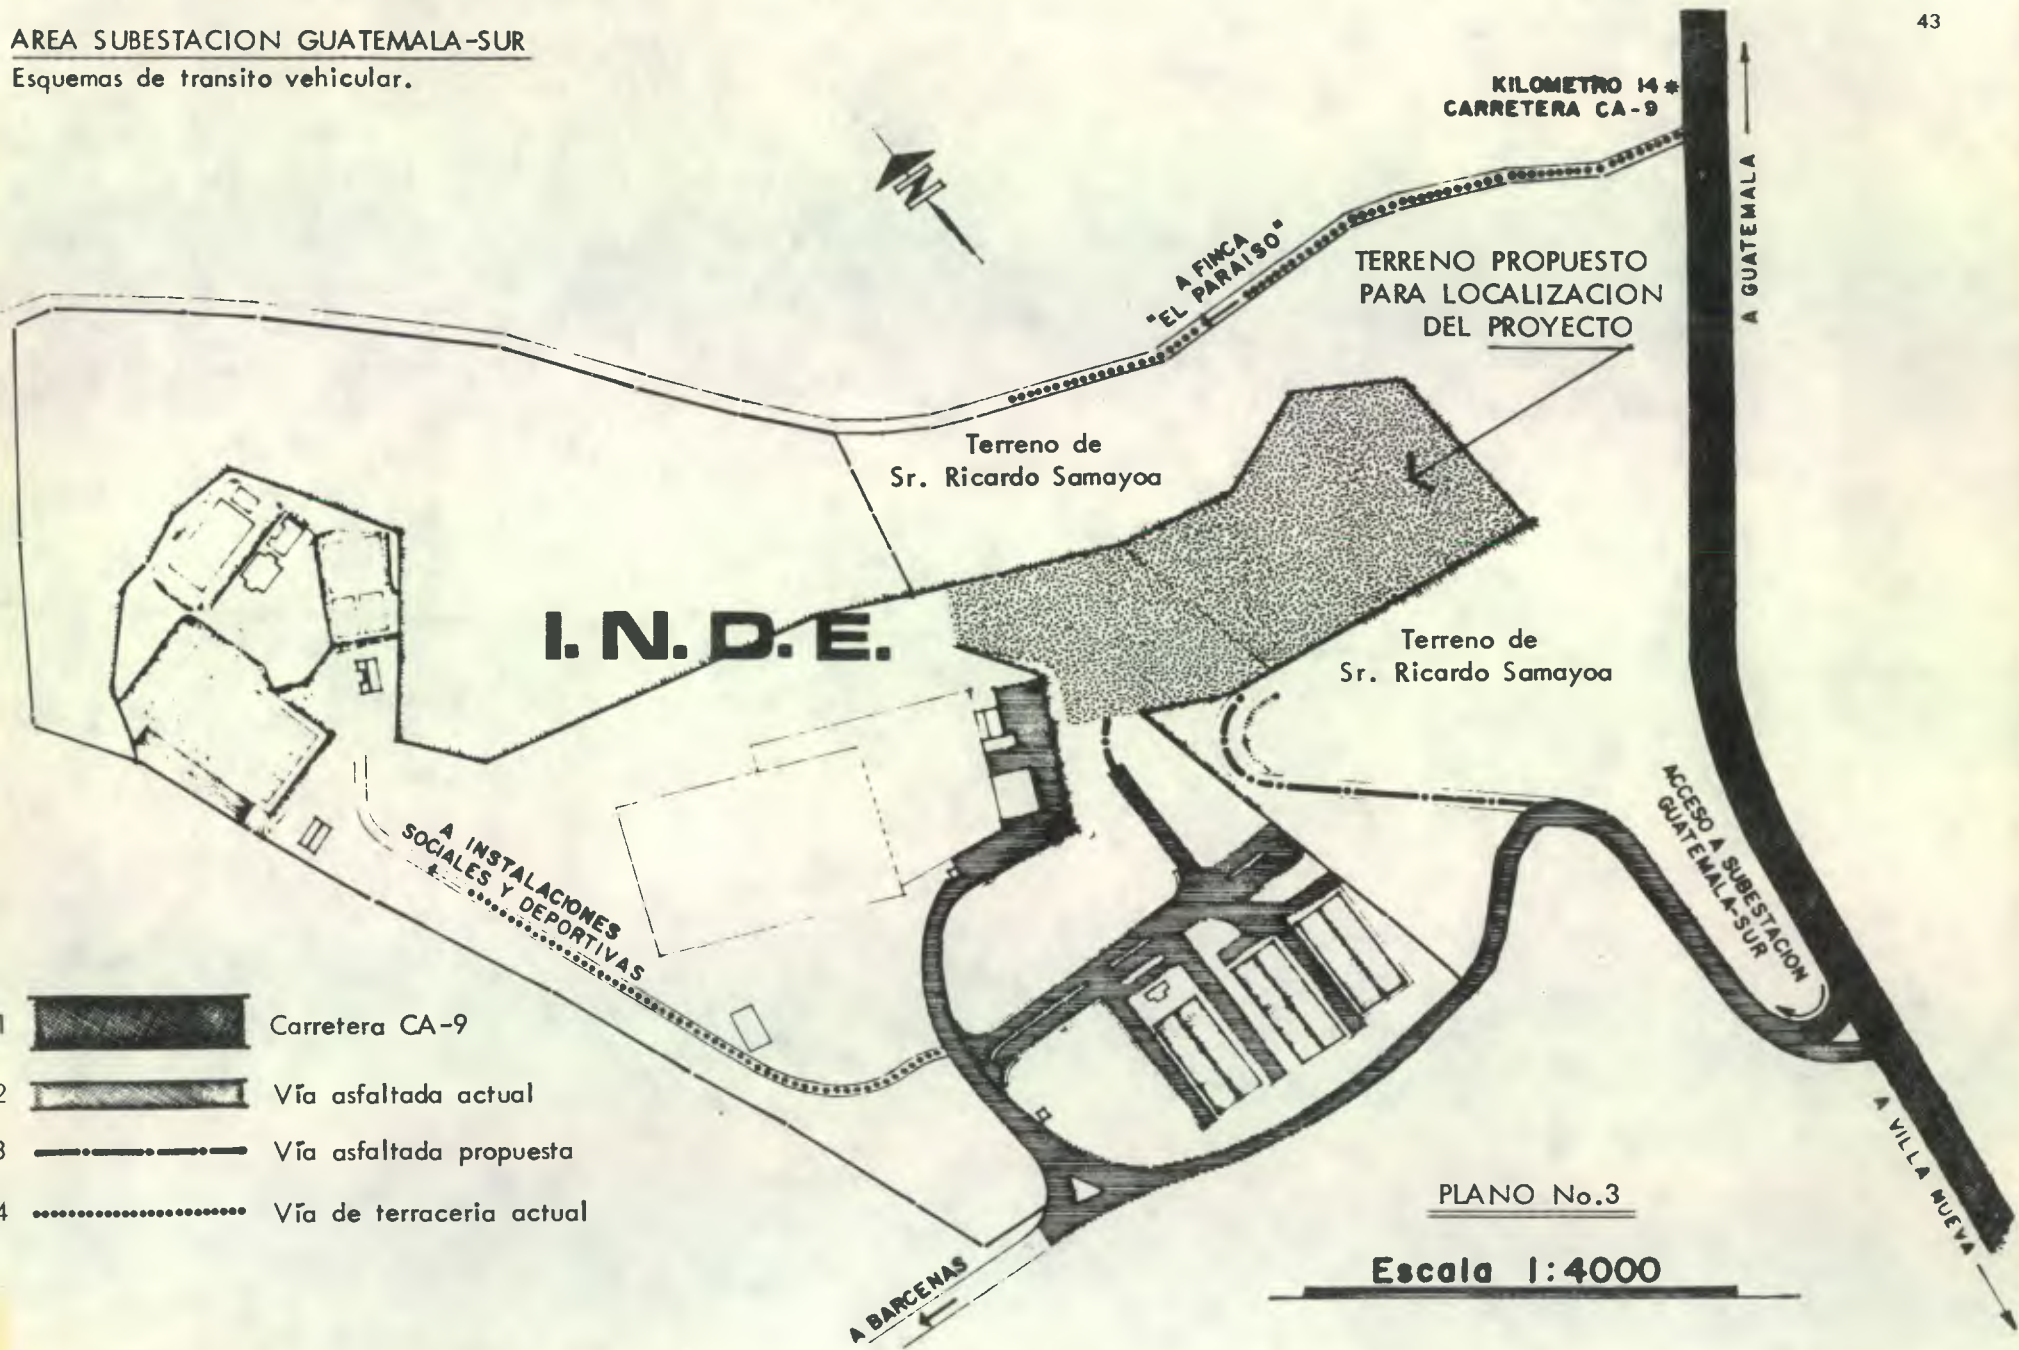 43
AREA SUBESTACION GUATEMALA-SUR
Esquemas de transito vehicular.
KILOMETRO 14 *
CARRETERA CA-9
A GUATEMALA
N
A FINCA
"EL PARAISO"
TERRENO PROPUESTO
PARA LOCALIZACION
DEL PROYECTO
Terreno de
Sr. Ricardo Samayoa
I.N.D.E.
Terreno de
Sr. Ricardo Samayoa
ACCESO A SUBESTACION
GUATEMALA-SUR
A INSTALACIONES
SOCIALES Y DEPORTIVAS
1 Carretera CA-9
2 Vía asfaltada actual
3 Vía asfaltada propuesta
4 Vía de terraceria actual
A VILLA NUEVA
PLANO No.3
Escala 1:4000
A BARCENAS